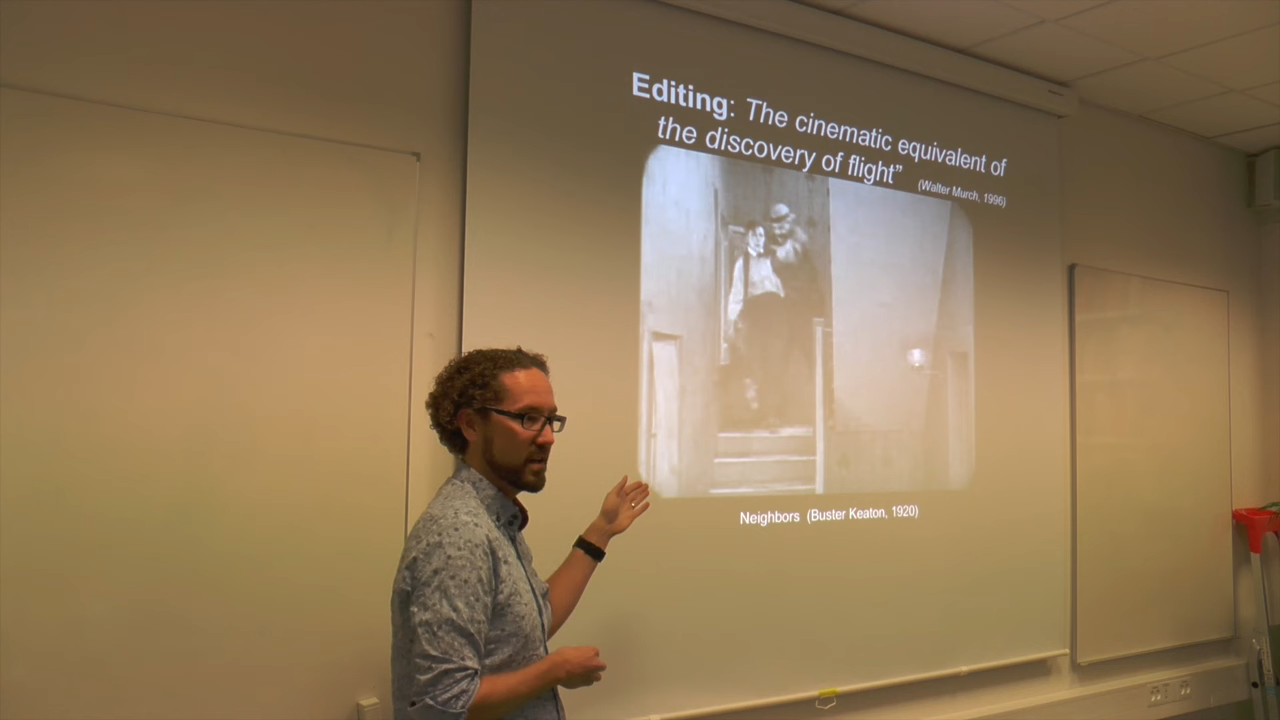 Editing: The cinematic equivalent of
the discovery of flight”
(Walter Murch, 1996)
Neighbors (Buster Keaton, 1920)